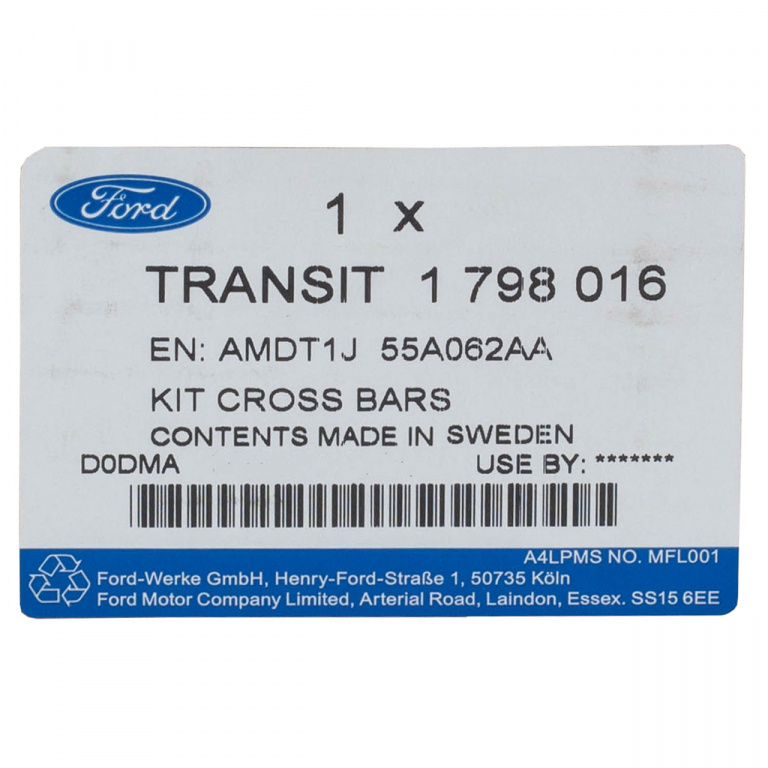 Ford
1 x
TRANSIT 1 798 016
EN: AMDT1J 55A062AA
KIT CROSS BARS
CONTENTS MADE IN SWEDEN
D0DMA USE BY: *******
A4LPMS NO. MFL001
Ford-Werke GmbH, Henry-Ford-Straße 1, 50735 Köln
Ford Motor Company Limited, Arterial Road, Laindon, Essex. SS15 6EE